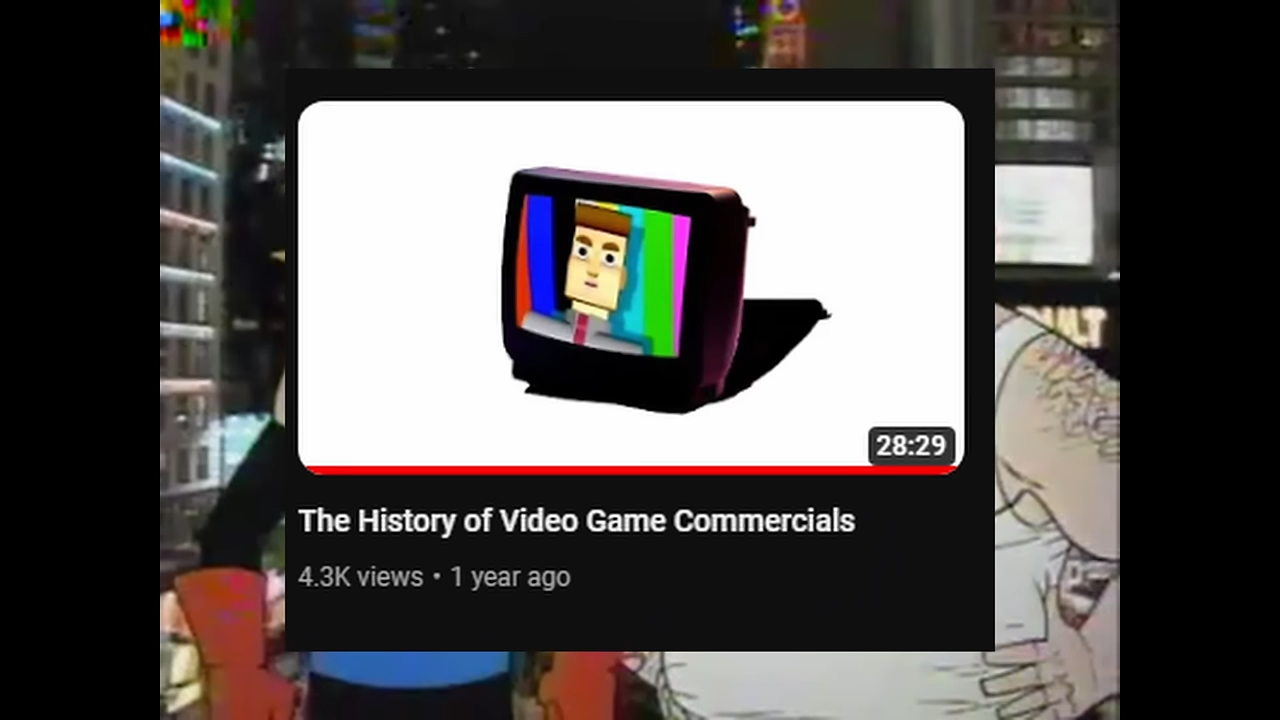 28:29
The History of Video Game Commercials
4.3K views • 1 year ago